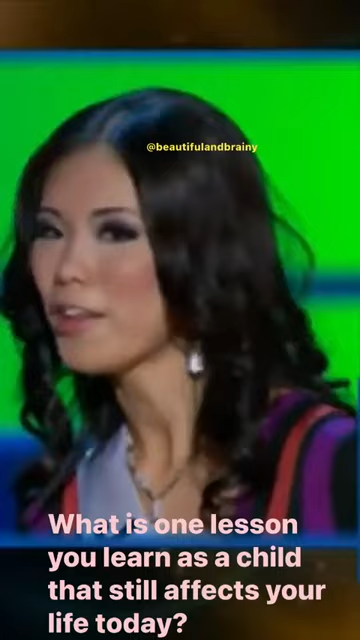 @beautifulandbrainy
What is one lesson
you learn as a child
that still affects your
life today?